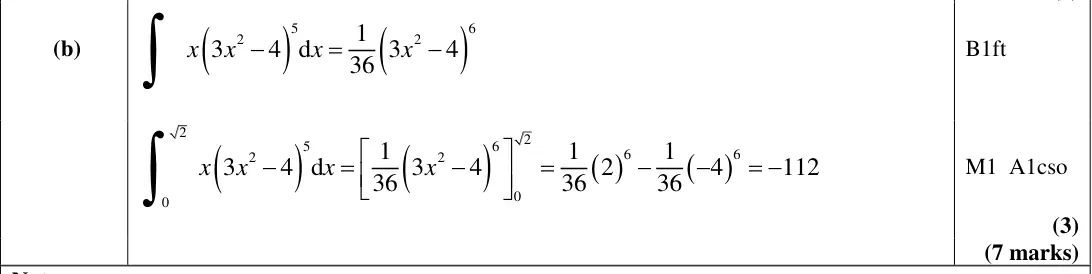 (b) ∫ x(3x² − 4)⁵ dx = 1/36 (3x² − 4)⁶ B1ft
∫₀^√2 x(3x² − 4)⁵ dx = [1/36 (3x² − 4)⁶]₀^√2 = 1/36 (2)⁶ − 1/36 (−4)⁶ = −112 M1 A1cso
(3)
(7 marks)